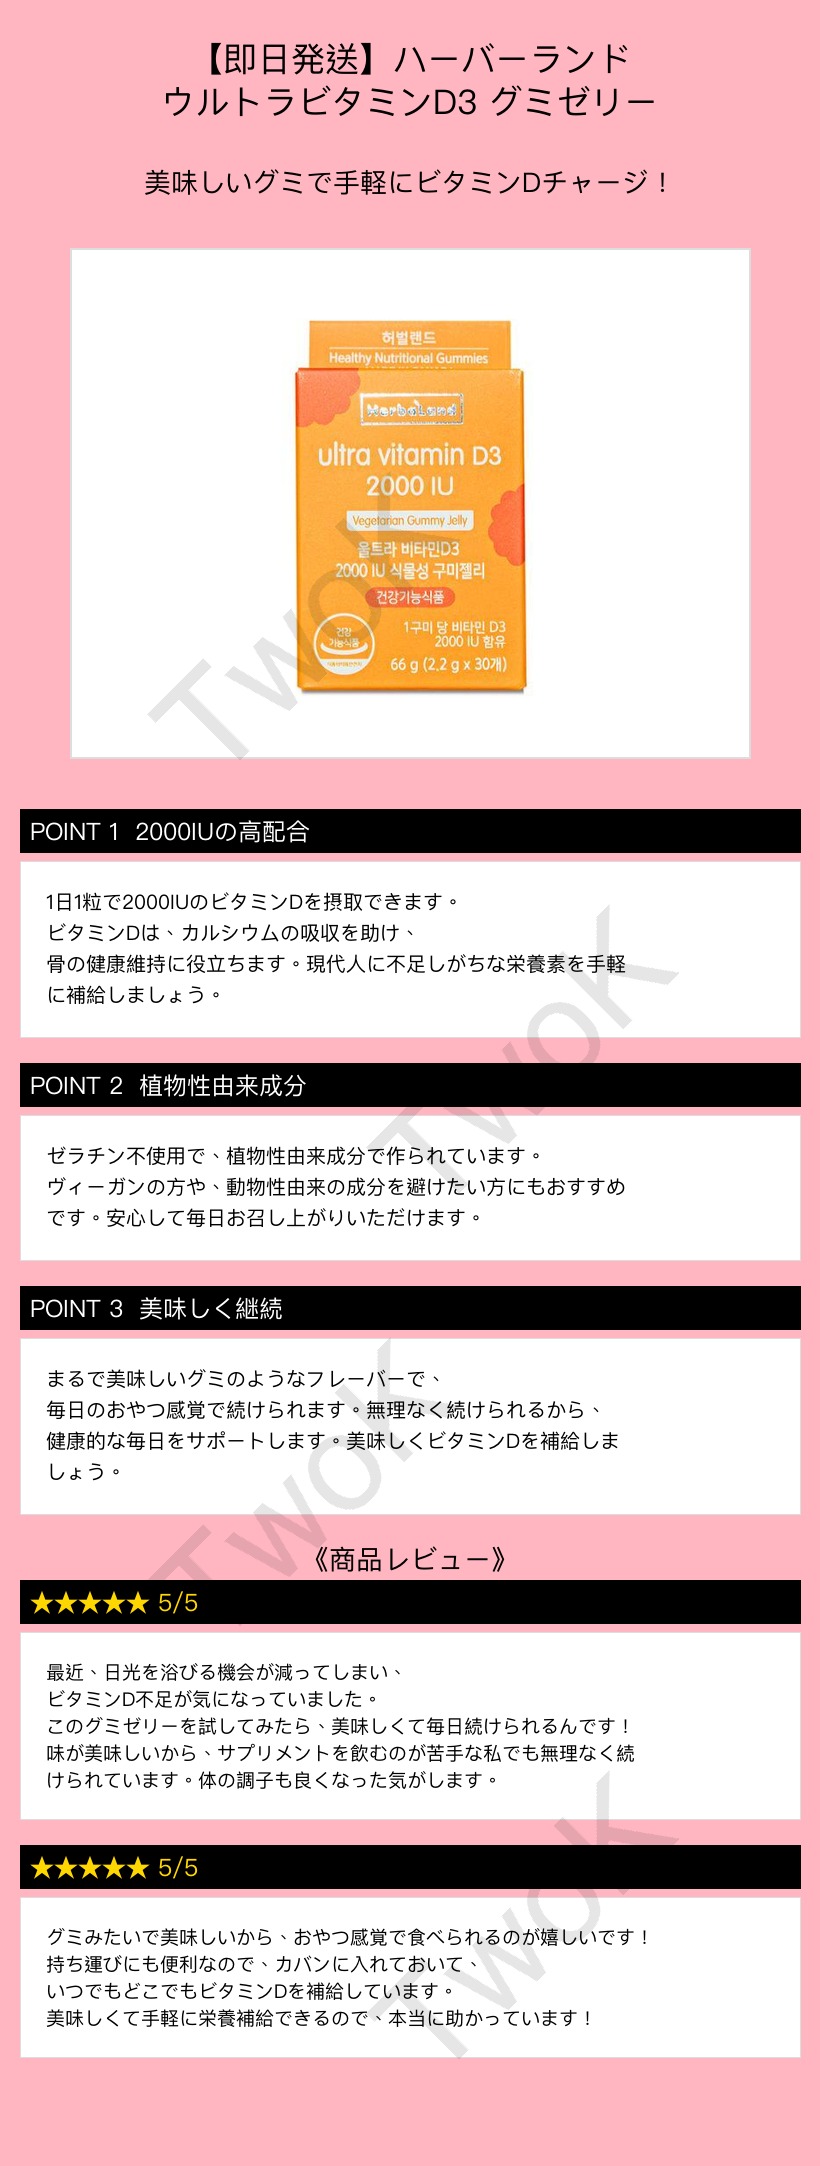 【即日発送】ハーバーランド
ウルトラビタミンD3 グミゼリー
美味しいグミで手軽にビタミンDチャージ！
허벌랜드
Healthy Nutritional Gummies
HerbaLand
ultra vitamin D3
2000 IU
Vegetarian Gummy Jelly
울트라 비타민D3
2000 IU 식물성 구미젤리
건강기능식품
건강
기능식품
1구미 당 비타민 D3
2000 IU 함유
66 g (2.2 g x 30개)
TwoK
POINT 1 2000IUの高配合
1日1粒で2000IUのビタミンDを摂取できます。
ビタミンDは、カルシウムの吸収を助け、
骨の健康維持に役立ちます。現代人に不足しがちな栄養素を手軽
に補給しましょう。
TwoK
POINT 2 植物性由来成分
ゼラチン不使用で、植物性由来成分で作られています。
ヴィーガンの方や、動物性由来の成分を避けたい方にもおすすめ
です。安心して毎日お召し上がりいただけます。
POINT 3 美味しく継続
まるで美味しいグミのようなフレーバーで、
毎日のおやつ感覚で続けられます。無理なく続けられるから、
健康的な毎日をサポートします。美味しくビタミンDを補給しま
しょう。
TwoK
《商品レビュー》
★★★★★ 5/5
最近、日光を浴びる機会が減ってしまい、
ビタミンD不足が気になっていました。
このグミゼリーを試してみたら、美味しくて毎日続けられるんです！
味が美味しいから、サプリメントを飲むのが苦手な私でも無理なく続
けられています。体の調子も良くなった気がします。
★★★★★ 5/5
グミみたいで美味しいから、おやつ感覚で食べられるのが嬉しいです！
持ち運びにも便利なので、カバンに入れておいて、
いつでもどこでもビタミンDを補給しています。
美味しくて手軽に栄養補給できるので、本当に助かっています！
TwoK